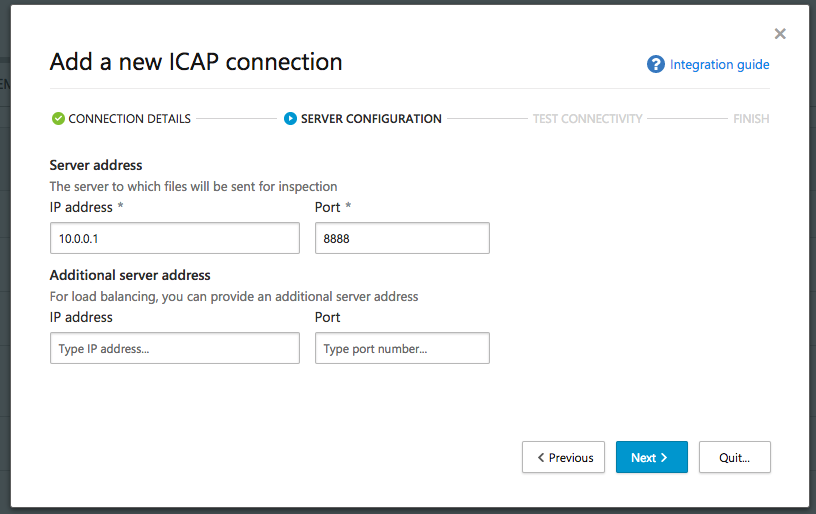 Add a new ICAP connection
Integration guide
CONNECTION DETAILS SERVER CONFIGURATION TEST CONNECTIVITY FINISH
Server address
The server to which files will be sent for inspection
IP address * Port *
10.0.0.1 8888
Additional server address
For load balancing, you can provide an additional server address
IP address Port
Type IP address... Type port number...
Previous Next Quit...